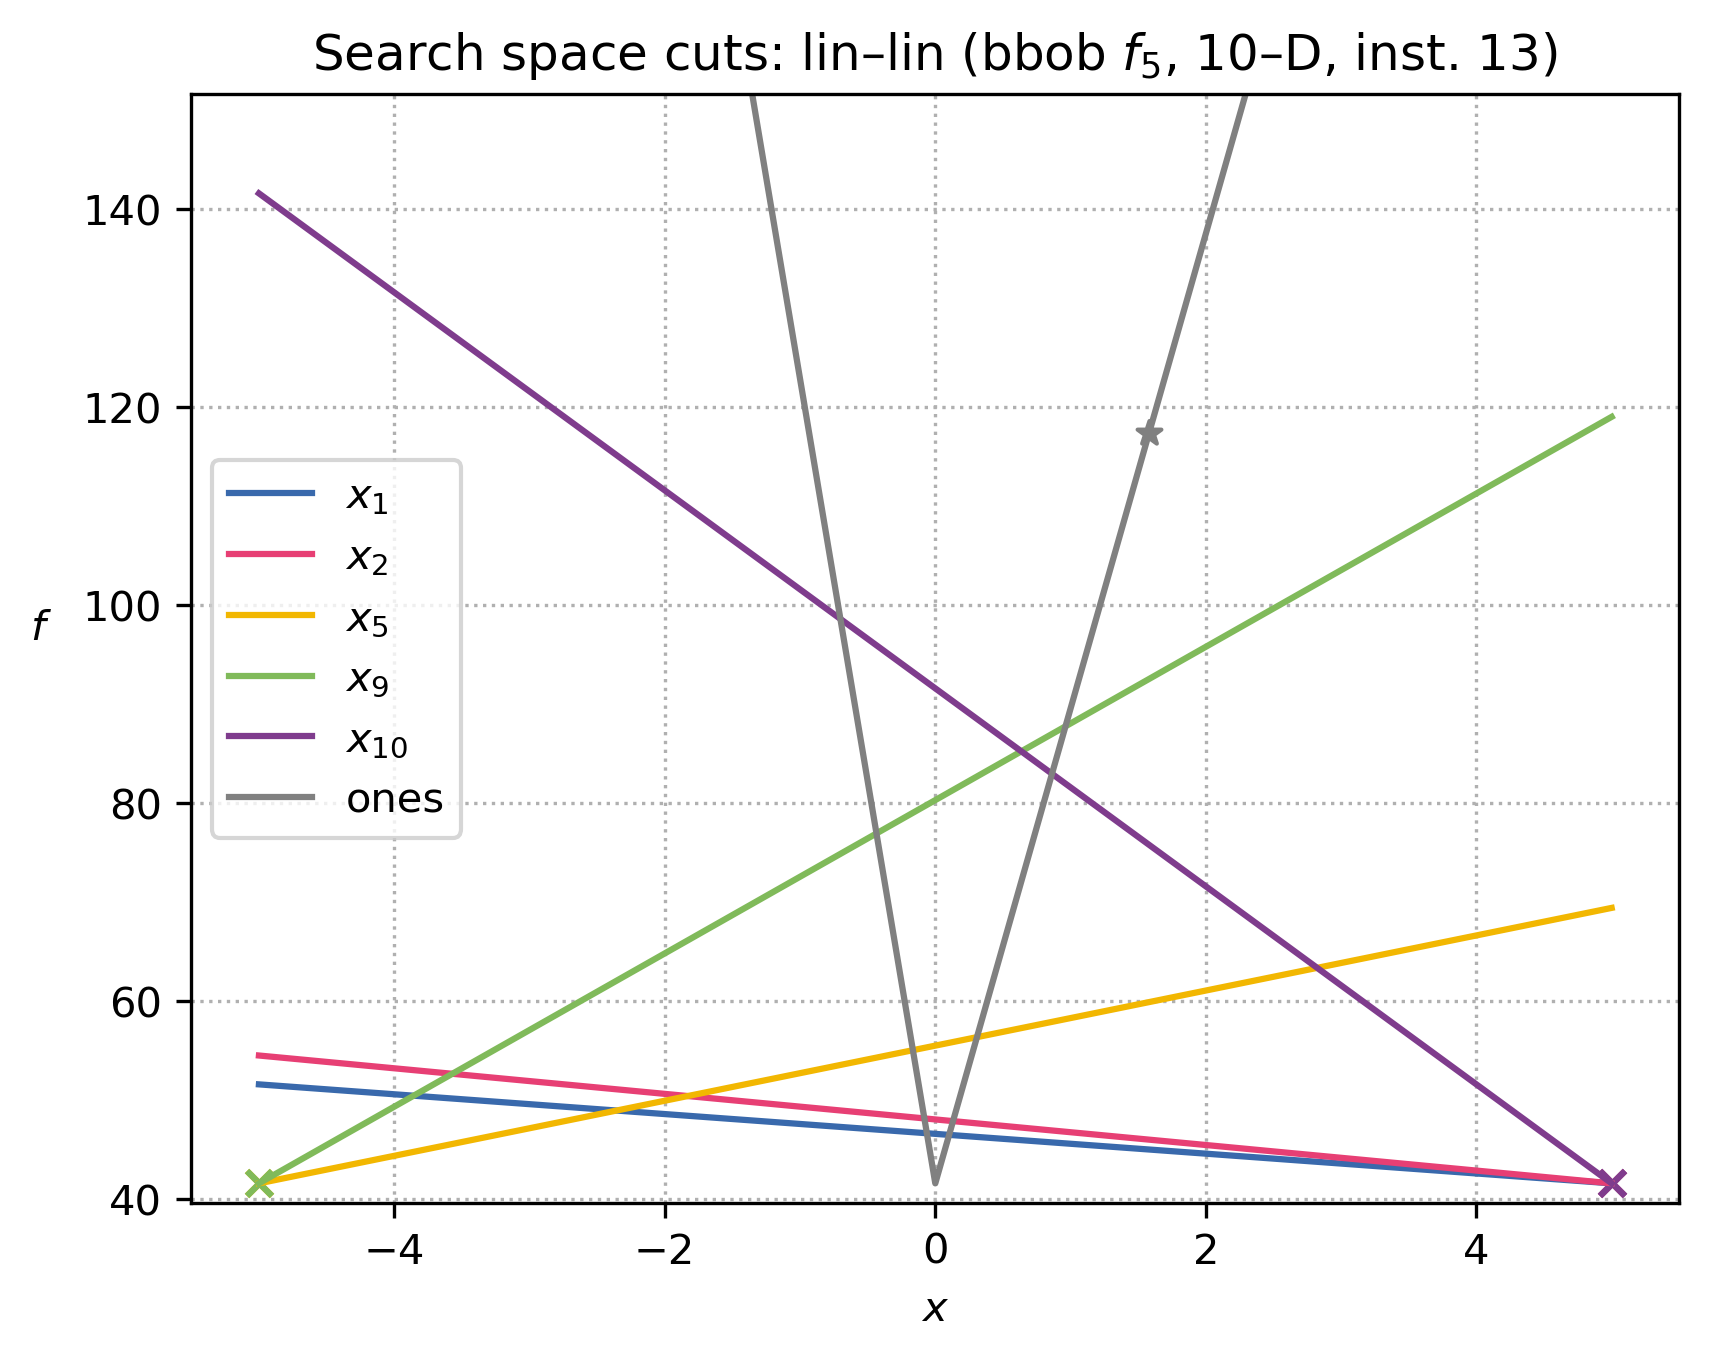 Search space cuts: lin–lin (bbob f₅, 10–D, inst. 13)
140
120
100
80
60
40
f
x₁
x₂
x₅
x₉
x₁₀
ones
−4 −2 0 2 4
x